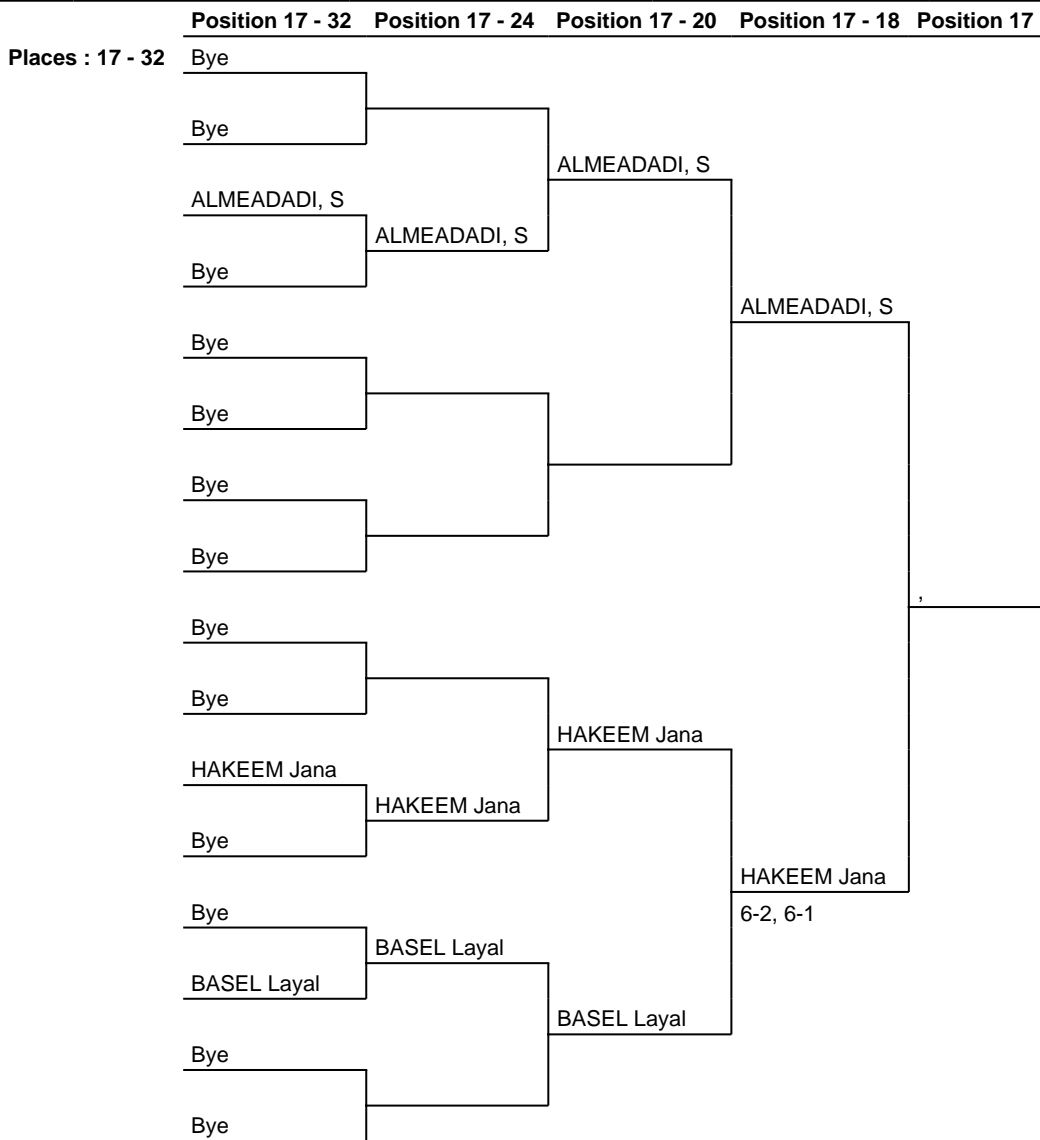 Position 17 - 32 Position 17 - 24 Position 17 - 20 Position 17 - 18 Position 17
Places : 17 - 32 Bye
Bye
ALMEADADI, S
ALMEADADI, S
ALMEADADI, S
Bye
ALMEADADI, S
Bye
Bye
Bye
Bye
,
Bye
Bye
HAKEEM Jana
HAKEEM Jana
HAKEEM Jana
Bye
HAKEEM Jana
Bye
6-2, 6-1
BASEL Layal
BASEL Layal
BASEL Layal
Bye
Bye